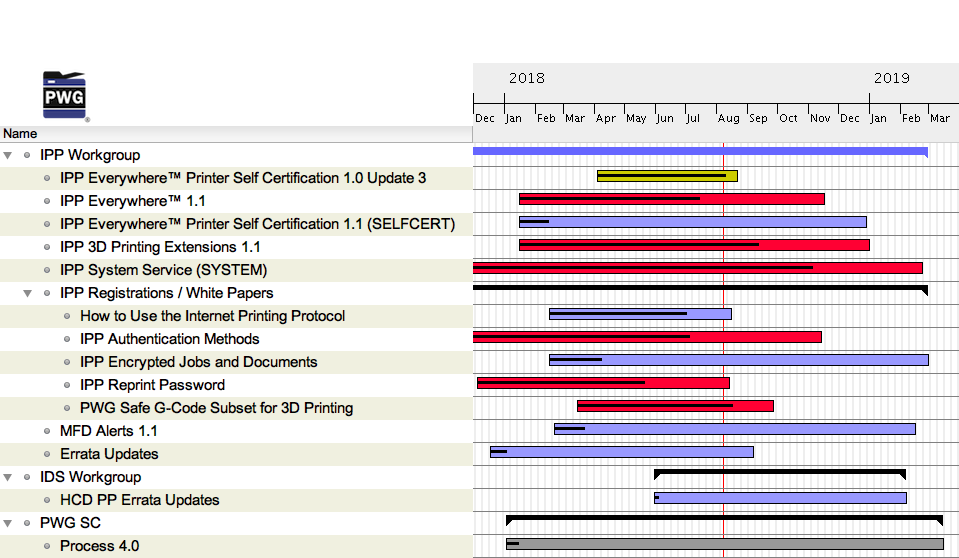 2018 2019
PWG
®
Dec Jan Feb Mar Apr May Jun Jul Aug Sep Oct Nov Dec Jan Feb Mar
Name
IPP Workgroup
IPP Everywhere™ Printer Self Certification 1.0 Update 3
IPP Everywhere™ 1.1
IPP Everywhere™ Printer Self Certification 1.1 (SELFCERT)
IPP 3D Printing Extensions 1.1
IPP System Service (SYSTEM)
IPP Registrations / White Papers
How to Use the Internet Printing Protocol
IPP Authentication Methods
IPP Encrypted Jobs and Documents
IPP Reprint Password
PWG Safe G-Code Subset for 3D Printing
MFD Alerts 1.1
Errata Updates
IDS Workgroup
HCD PP Errata Updates
PWG SC
Process 4.0